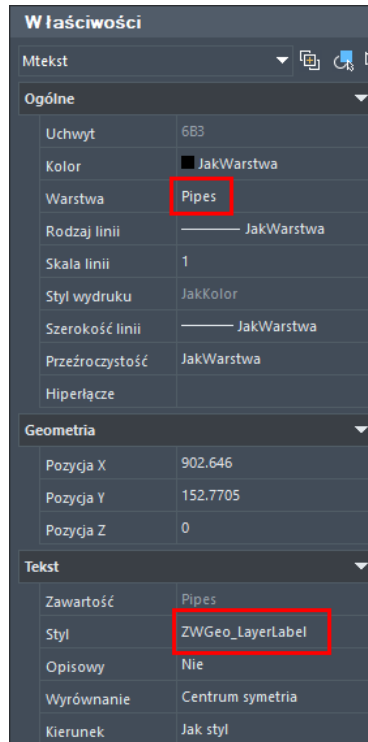 Właściwości
Mtekst
Ogólne
Uchwyt 6B3
Kolor JakWarstwa
Warstwa Pipes
Rodzaj linii JakWarstwa
Skala linii 1
Styl wydruku JakKolor
Szerokość linii JakWarstwa
Przeźroczystość JakWarstwa
Hiperłącze
Geometria
Pozycja X 902.646
Pozycja Y 152.7705
Pozycja Z 0
Tekst
Zawartość Pipes
Styl ZWGeo_LayerLabel
Opisowy Nie
Wyrównanie Centrum symetria
Kierunek Jak styl